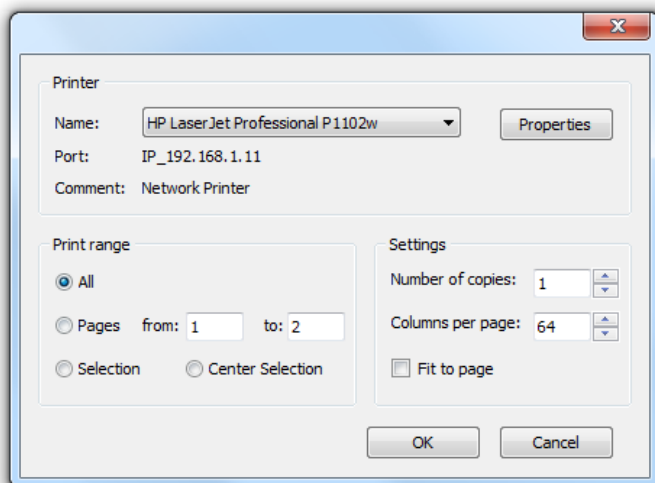 Printer
Name: HP LaserJet Professional P1102w Properties
Port: IP_192.168.1.11
Comment: Network Printer
Print range
All
Pages from: 1 to: 2
Selection Center Selection
Settings
Number of copies: 1
Columns per page: 64
Fit to page
OK Cancel